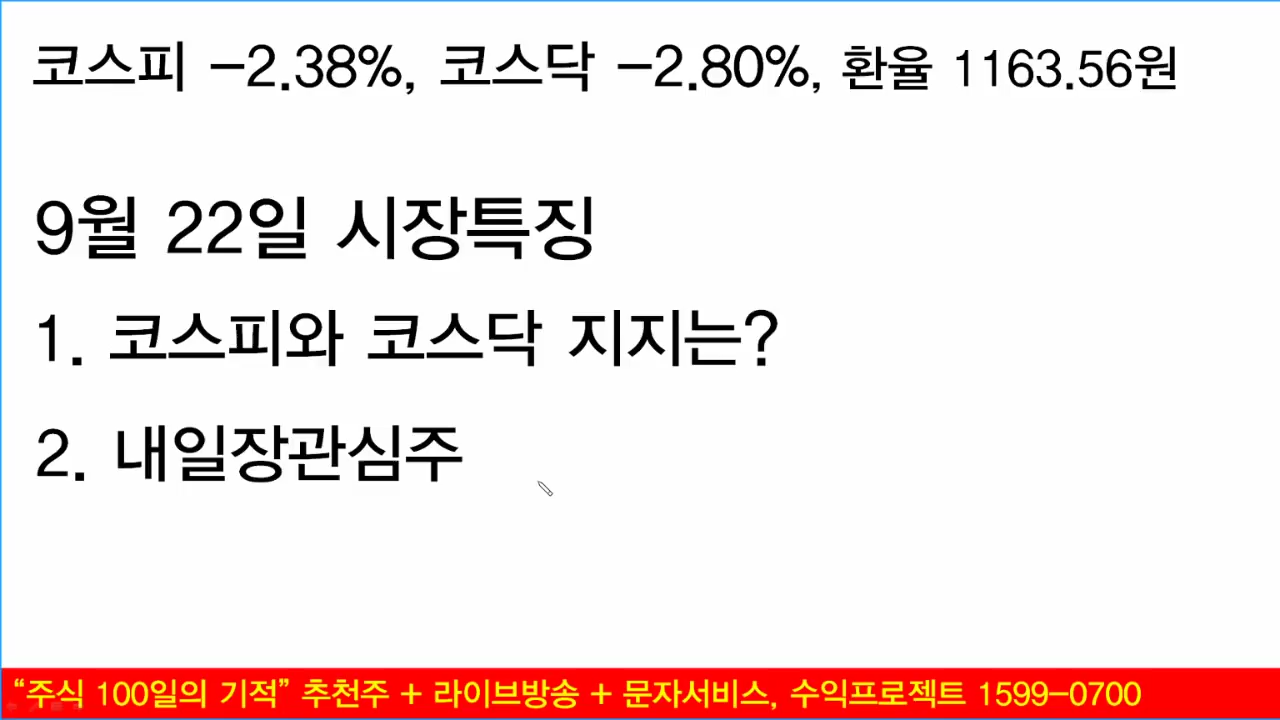 코스피 -2.38%, 코스닥 -2.80%, 환율 1163.56원
9월 22일 시장특징
1. 코스피와 코스닥 지지는?
2. 내일장관심주
“주식 100일의 기적” 추천주 + 라이브방송 + 문자서비스, 수익프로젝트 1599-0700